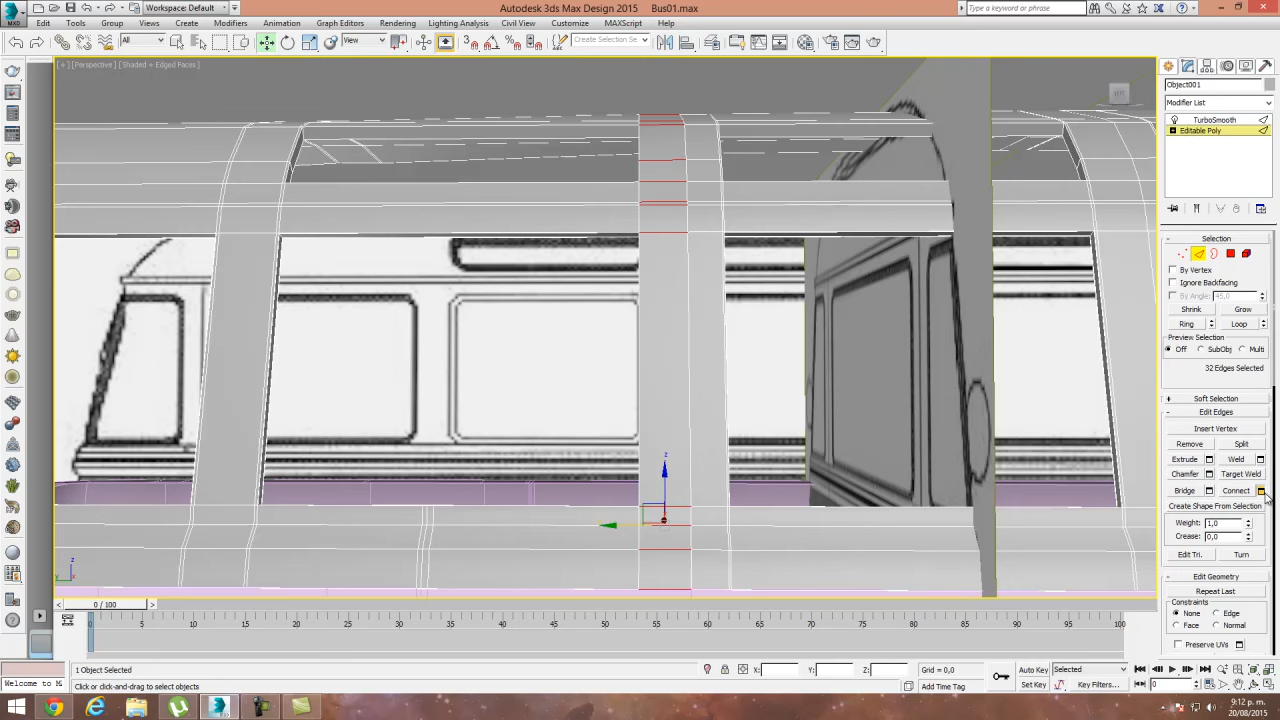 Workspace: Default
Autodesk 3ds Max Design 2015 Bus01.max
Type a keyword or phrase
MXD
Edit Tools Group Views Create Modifiers Animation Graph Editors Rendering Lighting Analysis Civil View Customize MAXScript Help
All View Create Selection Se
[ + ] [ Perspective ] [ Shaded + Edged Faces ]
Object001
Modifier List
TurboSmooth
Editable Poly
Selection
By Vertex
Ignore Backfacing
By Angle: 45,0
Shrink Grow
Ring Loop
Preview Selection
Off SubObj Multi
32 Edges Selected
Soft Selection
Edit Edges
Insert Vertex
Remove Split
Extrude Weld
Chamfer Target Weld
Bridge Connect
Create Shape From Selection
Weight: 1,0
Crease: 0,0
Edit Tri. Turn
Edit Geometry
Repeat Last
Constraints
None Edge
Face Normal
Preserve UVs
z
z
y x
< 0 / 100 >
0 5 10 15 20 25 30 35 40 45 50 55 60 65 70 75 80 85 90 95 100
1 Object Selected X: Y: Z: Grid = 0,0 Auto Key Selected
Welcome to M Click or click-and-drag to select objects Add Time Tag Set Key Key Filters... 0
9:12 p. m.
20/08/2015